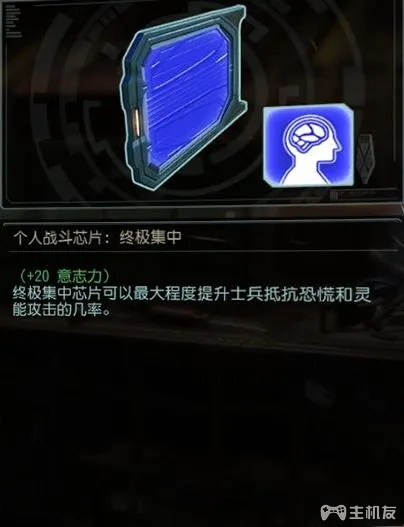 个人战斗芯片：终极集中
（+20 意志力）
终极集中芯片可以最大程度提升士兵抵抗恐慌和灵
能攻击的几率。
主机友